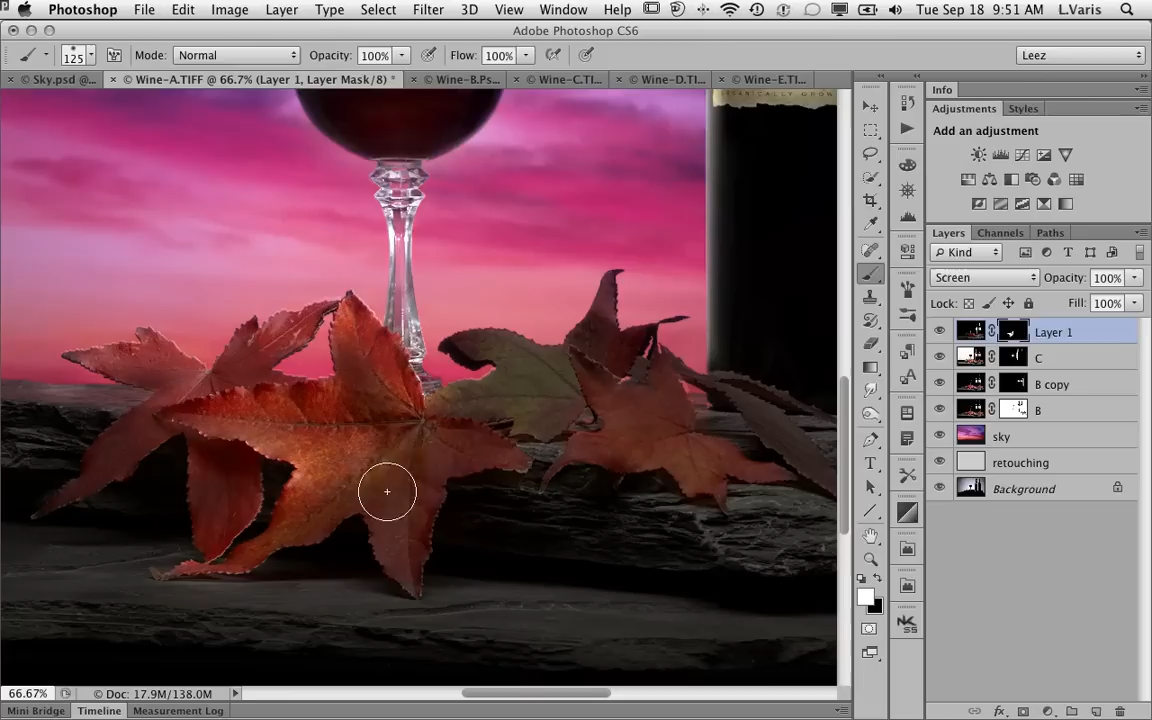 Photoshop File Edit Image Layer Type Select Filter 3D View Window Help Tue Sep 18 9:51 AM L.Varis
Adobe Photoshop CS6
125 Mode: Normal Opacity: 100% Flow: 100% Leez
× © Sky.psd @... × © Wine-A.TIFF @ 66.7% (Layer 1, Layer Mask/8) * × © Wine-B.Ps... × © Wine-C.TI... × © Wine-D.TI... × © Wine-E.TI...
Info
Adjustments Styles
Add an adjustment
Layers Channels Paths
Kind
Screen Opacity: 100%
Lock: Fill: 100%
Layer 1
C
B copy
B
sky
retouching
Background
66.67% © Doc: 17.9M/138.0M
Mini Bridge Timeline Measurement Log